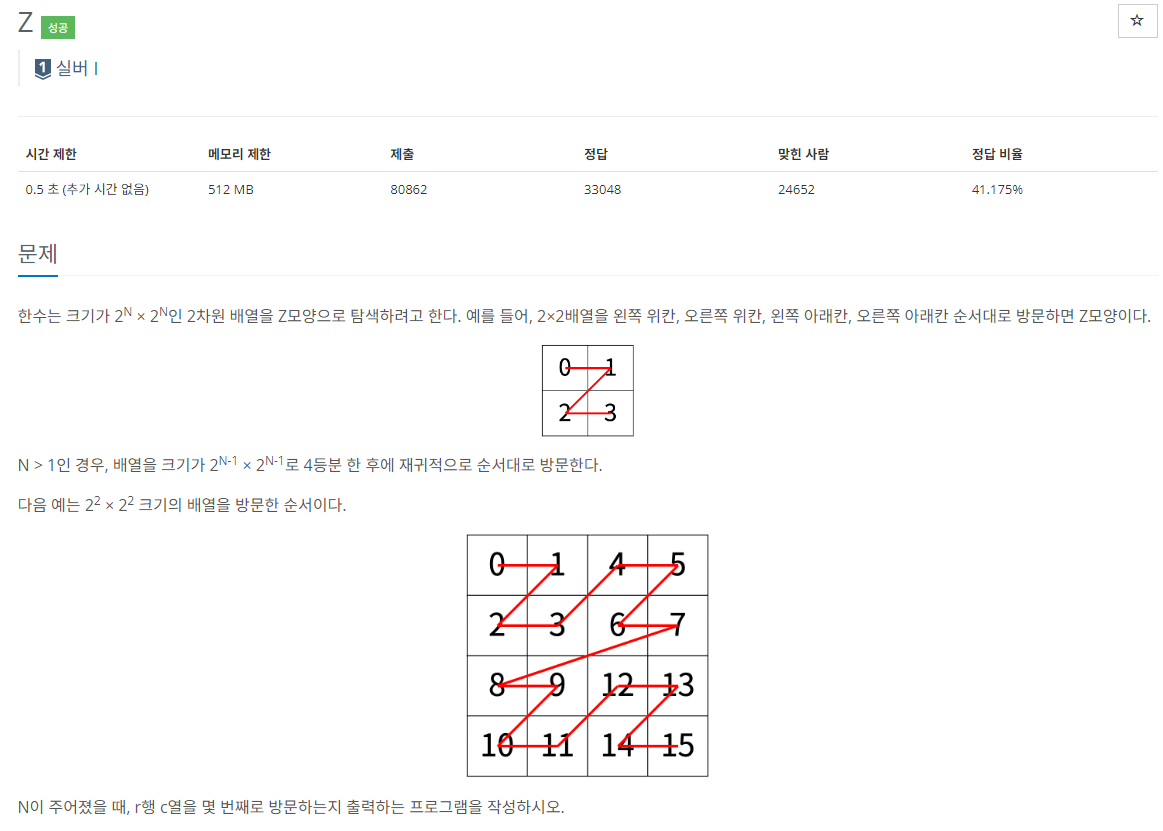 Z 성공
☆
1 실버 I
시간 제한 메모리 제한 제출 정답 맞힌 사람 정답 비율
0.5 초 (추가 시간 없음) 512 MB 80862 33048 24652 41.175%
문제
한수는 크기가 2^N × 2^N인 2차원 배열을 Z모양으로 탐색하려고 한다. 예를 들어, 2×2배열을 왼쪽 위칸, 오른쪽 위칸, 왼쪽 아래칸, 오른쪽 아래칸 순서대로 방문하면 Z모양이다.
0 1
2 3
N > 1인 경우, 배열을 크기가 2^N-1 × 2^N-1로 4등분 한 후에 재귀적으로 순서대로 방문한다.
다음 예는 2^2 × 2^2 크기의 배열을 방문한 순서이다.
0 1 4 5
2 3 6 7
8 9 12 13
10 11 14 15
N이 주어졌을 때, r행 c열을 몇 번째로 방문하는지 출력하는 프로그램을 작성하시오.